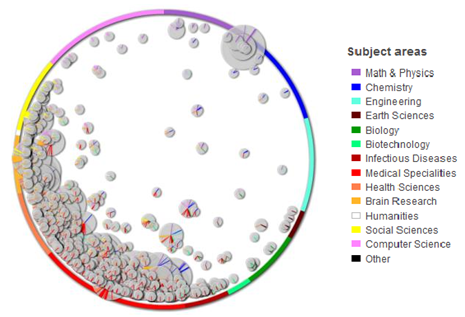 Subject areas
Math & Physics
Chemistry
Engineering
Earth Sciences
Biology
Biotechnology
Infectious Diseases
Medical Specialities
Health Sciences
Brain Research
Humanities
Social Sciences
Computer Science
Other